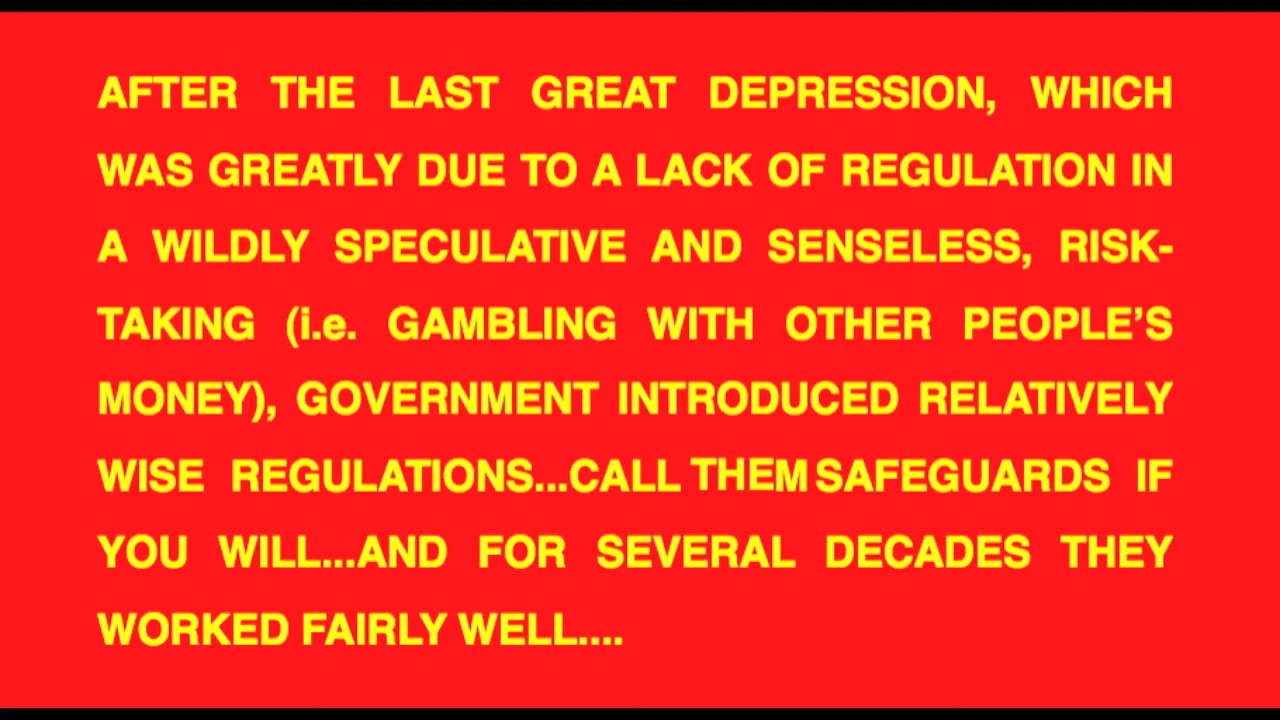 AFTER THE LAST GREAT DEPRESSION, WHICH
WAS GREATLY DUE TO A LACK OF REGULATION IN
A WILDLY SPECULATIVE AND SENSELESS, RISK-
TAKING (i.e. GAMBLING WITH OTHER PEOPLE’S
MONEY), GOVERNMENT INTRODUCED RELATIVELY
WISE REGULATIONS...CALL THEM SAFEGUARDS IF
YOU WILL...AND FOR SEVERAL DECADES THEY
WORKED FAIRLY WELL....